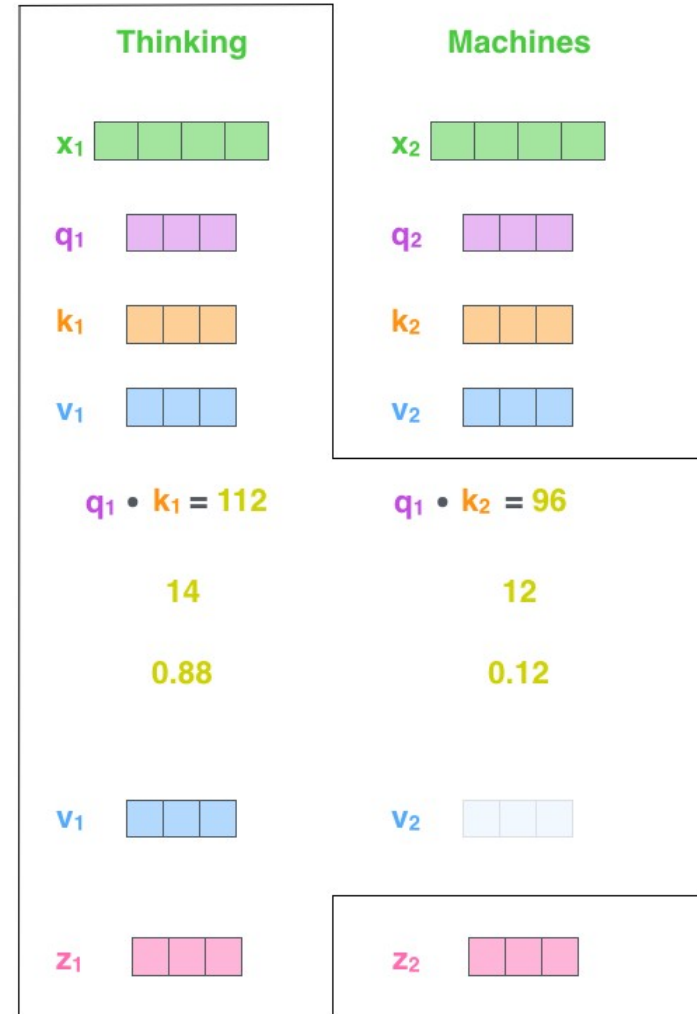 Thinking Machines
x₁ x₂
q₁ q₂
k₁ k₂
v₁ v₂
q₁ • k₁ = 112 q₁ • k₂ = 96
14 12
0.88 0.12
v₁ v₂
z₁ z₂